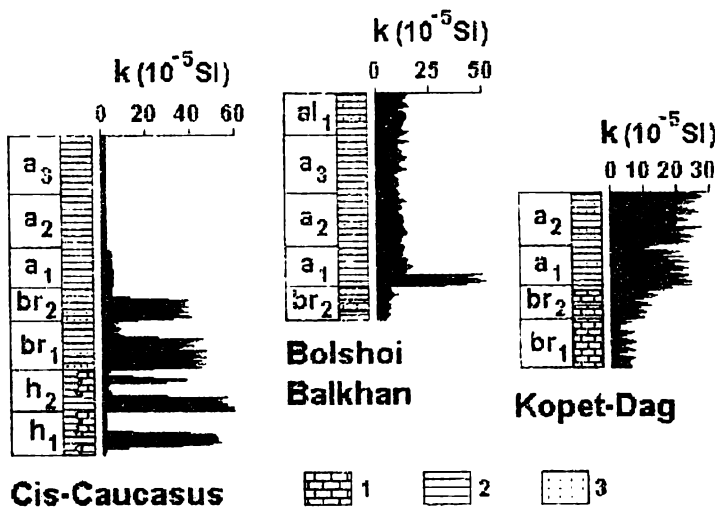 k (10⁻⁵SI)
0 20 40 60
a₃
a₂
a₁
br₂
br₁
h₂
h₁
Cis-Caucasus
k (10⁻⁵SI)
0 25 50
al₁
a₃
a₂
a₁
br₂
Bolshoi
Balkhan
k (10⁻⁵SI)
0 10 20 30
a₂
a₁
br₂
br₁
Kopet-Dag
1 2 3